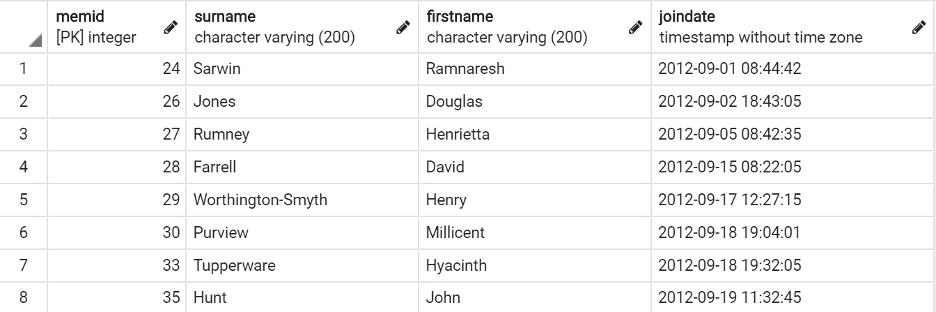 memid surname firstname joindate
[PK] integer character varying (200) character varying (200) timestamp without time zone
1 24 Sarwin Ramnaresh 2012-09-01 08:44:42
2 26 Jones Douglas 2012-09-02 18:43:05
3 27 Rumney Henrietta 2012-09-05 08:42:35
4 28 Farrell David 2012-09-15 08:22:05
5 29 Worthington-Smyth Henry 2012-09-17 12:27:15
6 30 Purview Millicent 2012-09-18 19:04:01
7 33 Tupperware Hyacinth 2012-09-18 19:32:05
8 35 Hunt John 2012-09-19 11:32:45